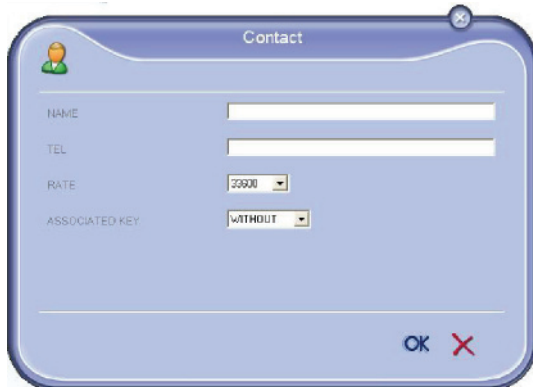 Contact
NAME
TEL
RATE
33600
ASSOCIATED KEY
WITHOUT
OK